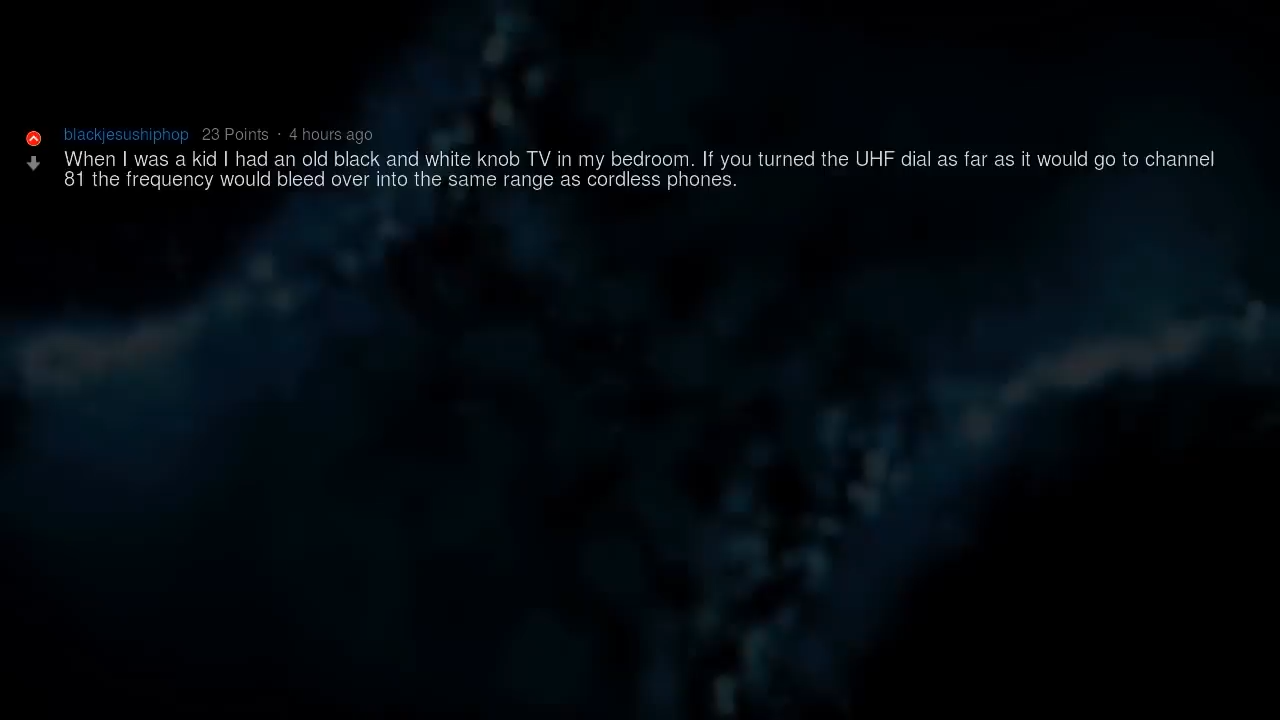 blackjesushiphop 23 Points · 4 hours ago
When I was a kid I had an old black and white knob TV in my bedroom. If you turned the UHF dial as far as it would go to channel
81 the frequency would bleed over into the same range as cordless phones.